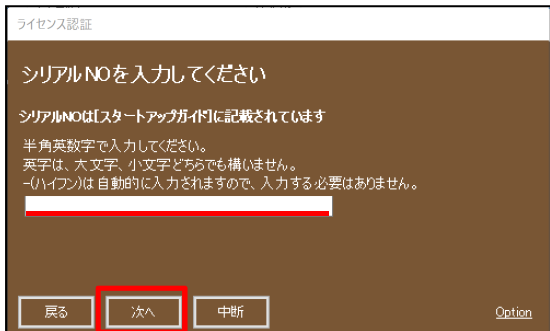 ライセンス認証
シリアルNOを入力してください
シリアルNOは[スタートアップガイド]に記載されています
半角英数字で入力してください。
英字は、大文字、小文字どちらでも構いません。
-(ハイフン)は自動的に入力されますので、入力する必要はありません。
戻る 次へ 中断 Option